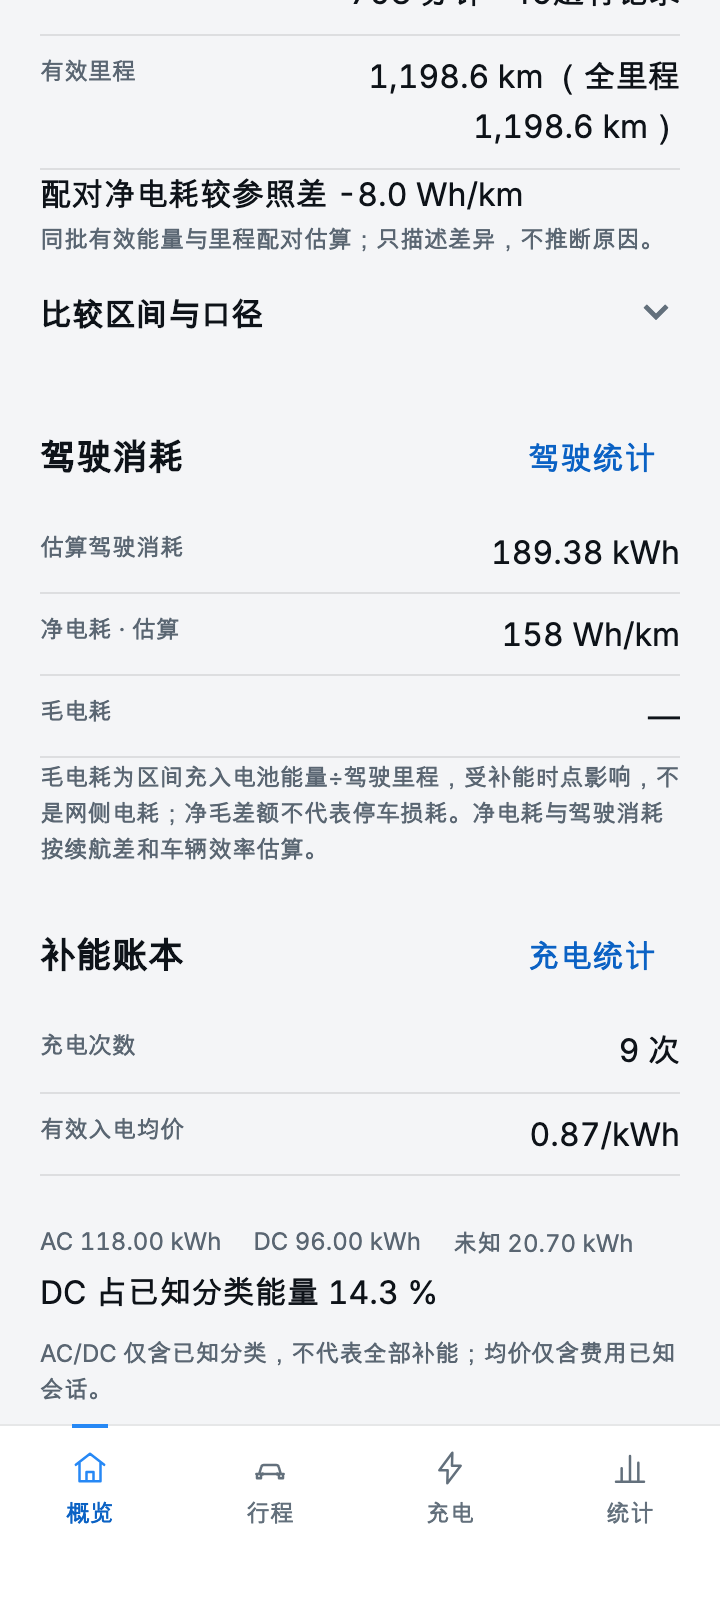 有效里程
1,198.6 km（全里程
1,198.6 km）
配对净电耗较参照差 -8.0 Wh/km
同批有效能量与里程配对估算；只描述差异，不推断原因。
比较区间与口径
驾驶消耗 驾驶统计
估算驾驶消耗 189.38 kWh
净电耗 · 估算 158 Wh/km
毛电耗 —
毛电耗为区间充入电池能量÷驾驶里程，受补能时点影响，不
是网侧电耗；净毛差额不代表停车损耗。净电耗与驾驶消耗
按续航差和车辆效率估算。
补能账本 充电统计
充电次数 9 次
有效入电均价 0.87/kWh
AC 118.00 kWh DC 96.00 kWh 未知 20.70 kWh
DC 占已知分类能量 14.3 %
AC/DC 仅含已知分类，不代表全部补能；均价仅含费用已知
会话。
概览 行程 充电 统计